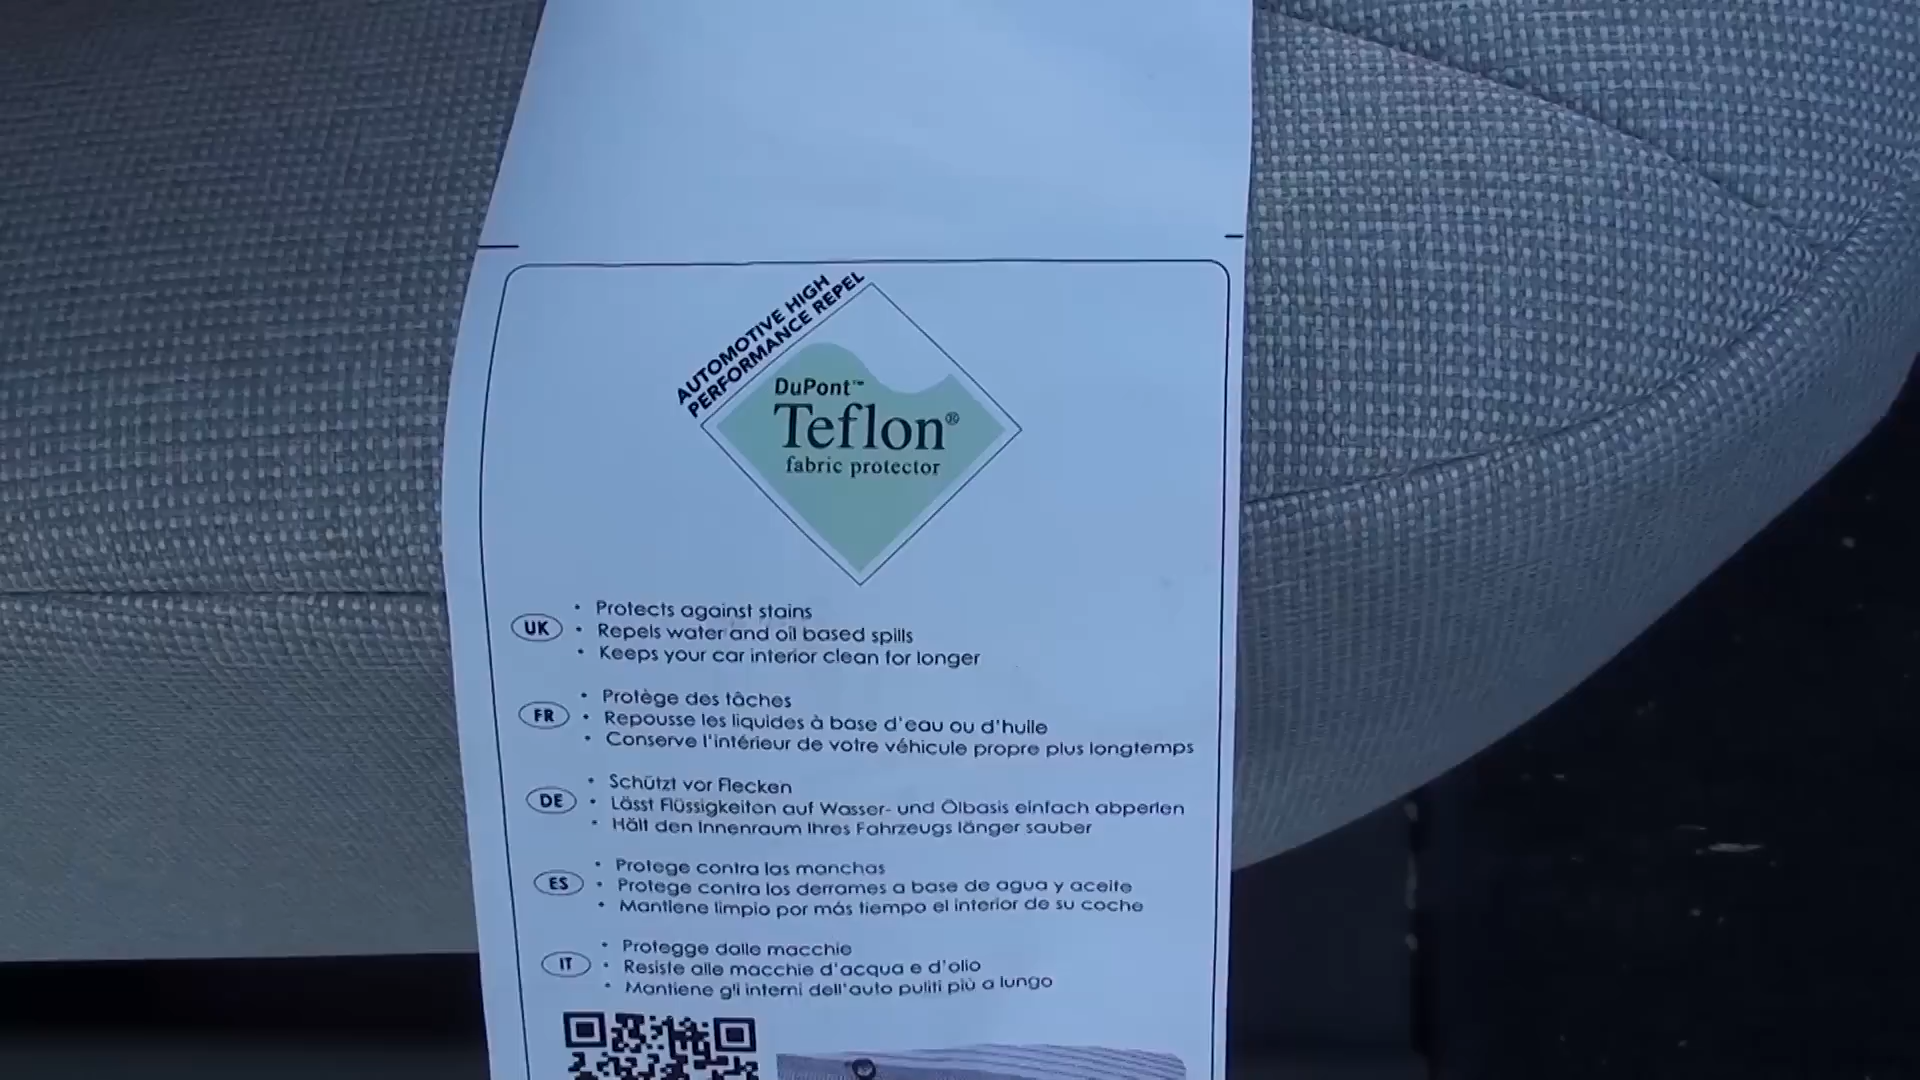 AUTOMOTIVE HIGH
PERFORMANCE REPEL
DuPont™
Teflon®
fabric protector
UK
• Protects against stains
• Repels water and oil based spills
• Keeps your car interior clean for longer
FR
• Protège des tâches
• Repousse les liquides à base d'eau ou d'huile
• Conserve l'intérieur de votre véhicule propre plus longtemps
DE
• Schützt vor Flecken
• Lässt Flüssigkeiten auf Wasser- und Ölbasis einfach abperlen
• Hält den Innenraum Ihres Fahrzeugs länger sauber
ES
• Protege contra las manchas
• Protege contra los derrames a base de agua y aceite
• Mantiene limpio por más tiempo el interior de su coche
IT
• Protegge dalle macchie
• Resiste alle macchie d'acqua e d'olio
• Mantiene gli interni dell'auto puliti più a lungo